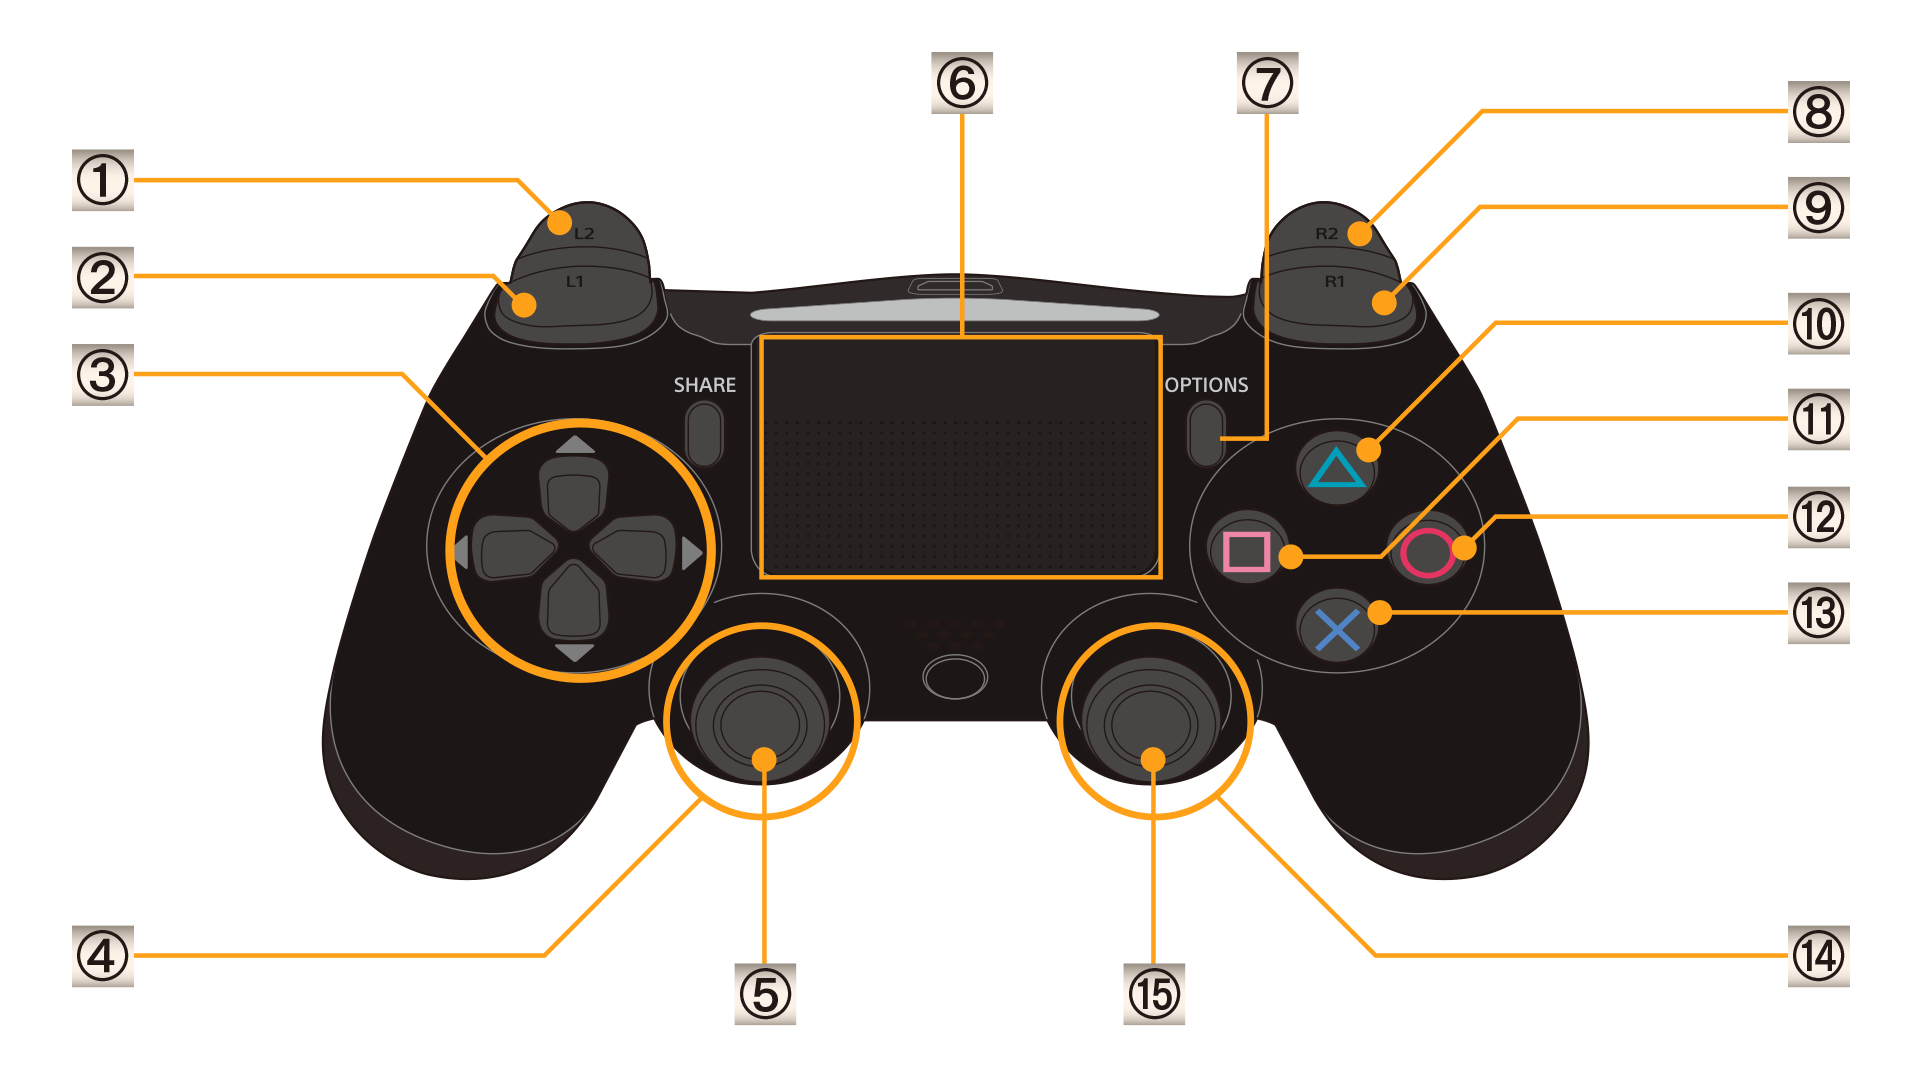 ⑥
⑦
⑧
①
⑨
L2
R2
②
L1
R1
⑩
③
SHARE
OPTIONS
⑪
⑫
⑬
④
⑭
⑤
⑮